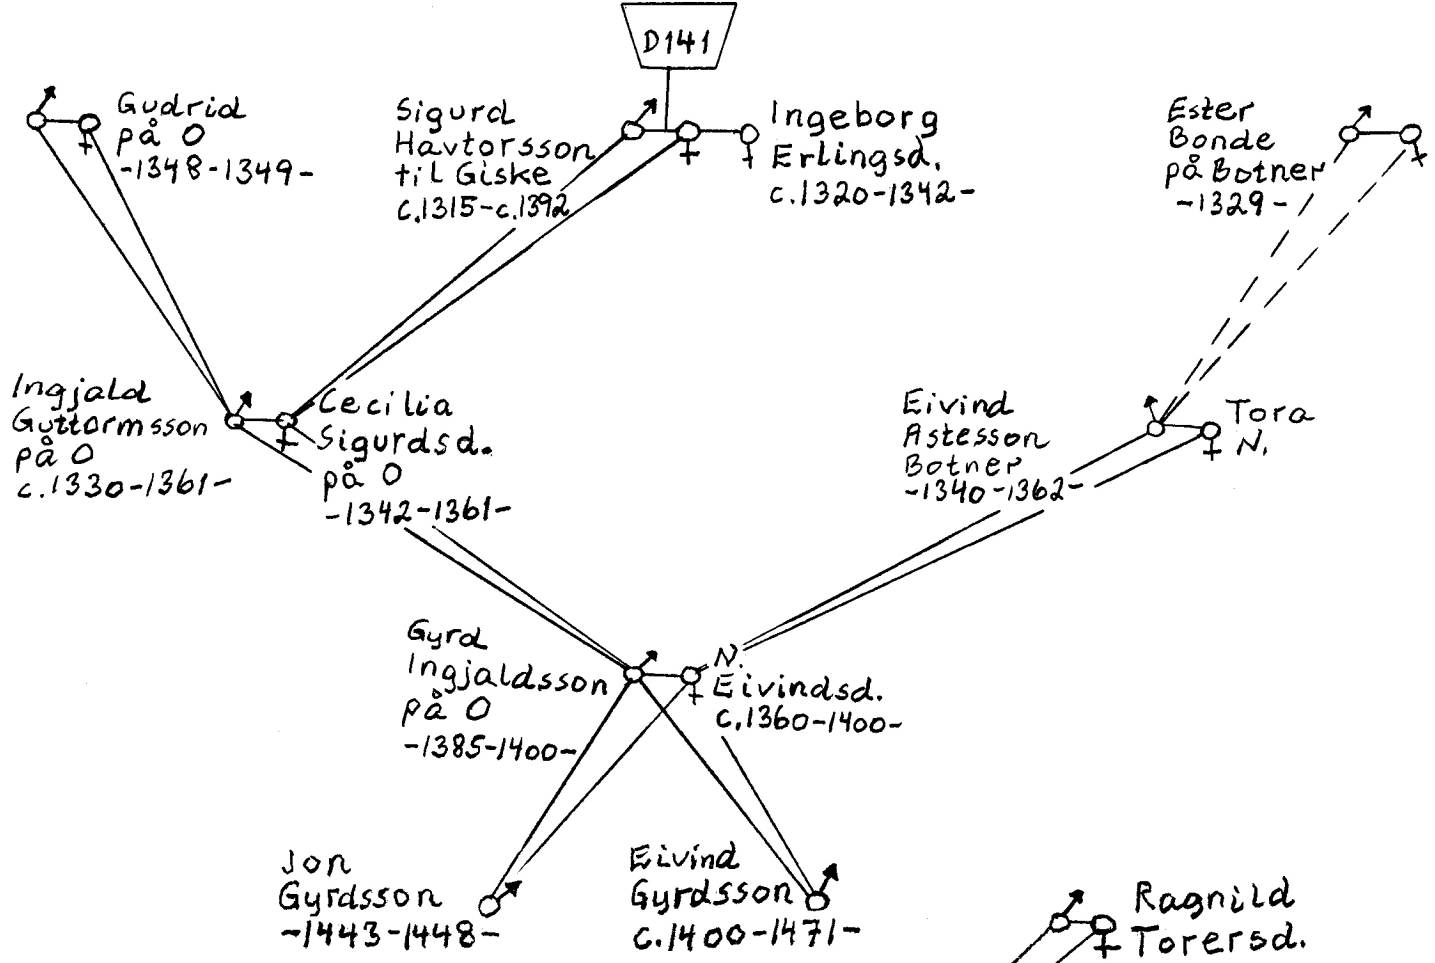 D141
Gudrid
på O
-1348-1349-
Sigurd
Havtorsson
til Giske
c.1315-c.1392
Ingeborg
Erlingsd.
c.1320-1342-
Ester
Bonde
på Botner
-1329-
Ingjald
Guttormsson
på O
c.1330-1361-
Cecilia
Sigurdsd.
på O
-1342-1361-
Eivind
Astesson
Botner
-1340-1362-
Tora
N.
Gyrd
Ingjaldsson
på O
-1385-1400-
N.
Eivindsd.
c.1360-1400-
Jon
Gyrdsson
-1443-1448-
Eivind
Gyrdsson
c.1400-1471-
Ragnild
Torersd.